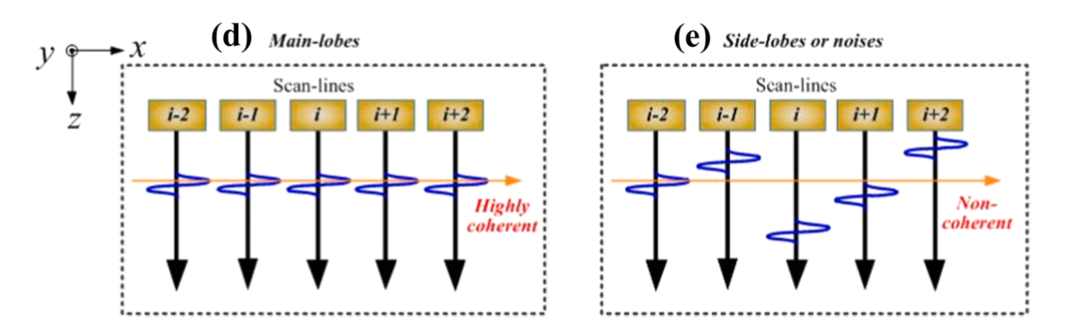 (d) Main-lobes
y x
z
Scan-lines
i-2 i-1 i i+1 i+2
Highly
coherent
(e) Side-lobes or noises
Scan-lines
i-2 i-1 i i+1 i+2
Non-
coherent